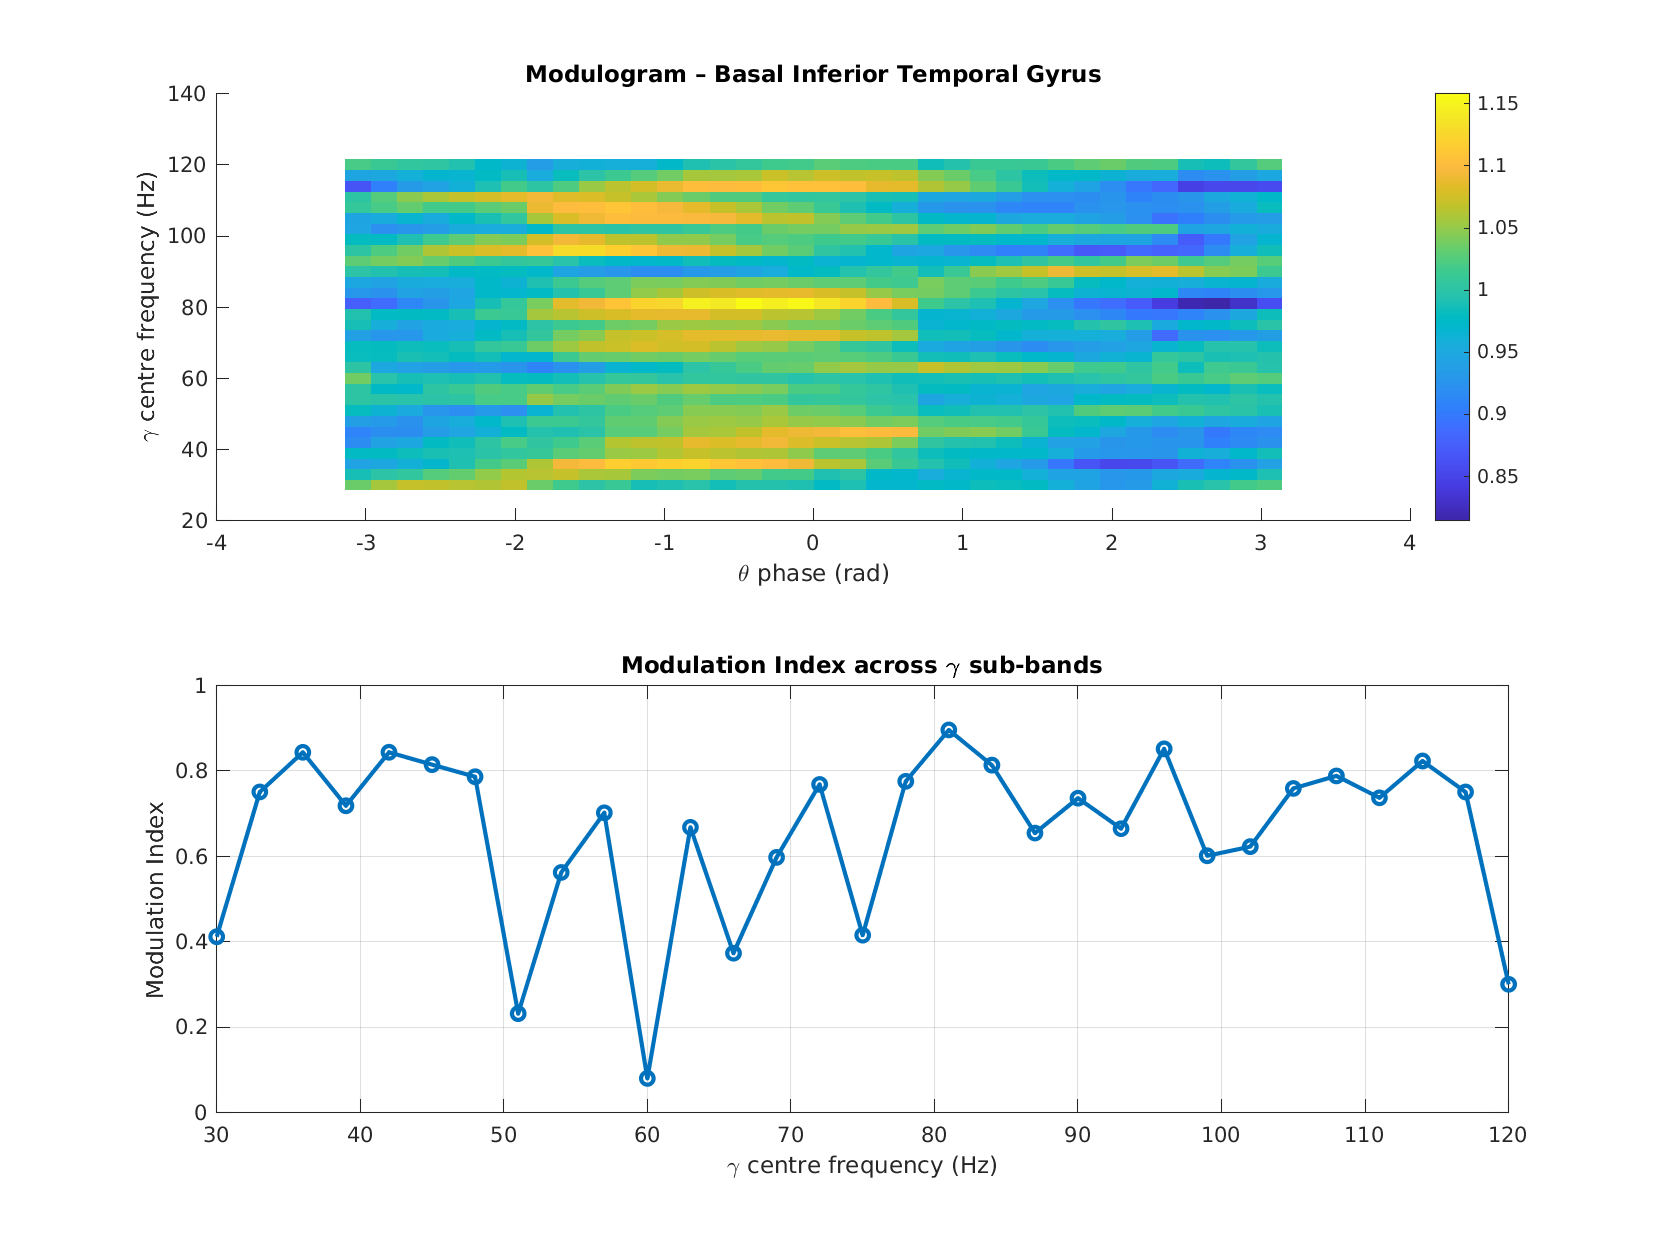 Modulogram – Basal Inferior Temporal Gyrus
140
120
100
80
60
40
20
γ centre frequency (Hz)
-4 -3 -2 -1 0 1 2 3 4
θ phase (rad)
1.15
1.1
1.05
1
0.95
0.9
0.85
Modulation Index across γ sub-bands
1
0.8
0.6
0.4
0.2
0
Modulation Index
30 40 50 60 70 80 90 100 110 120
γ centre frequency (Hz)